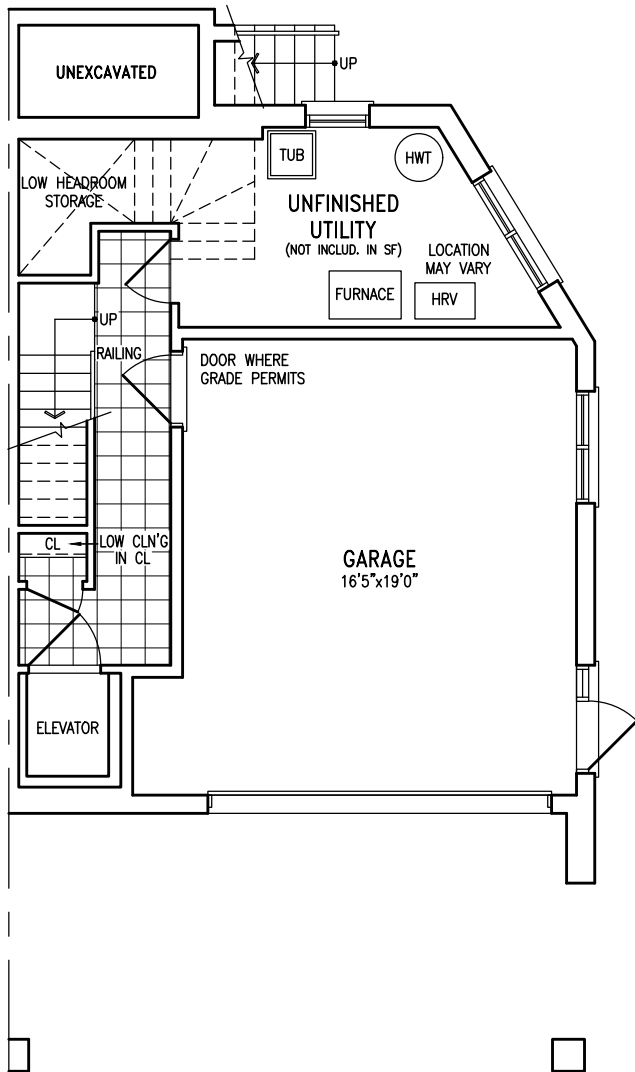 UNEXCAVATED
UP
TUB
HWT
LOW HEADROOM
STORAGE
UNFINISHED
UTILITY
(NOT INCLUD. IN SF)
LOCATION
MAY VARY
FURNACE
HRV
UP
RAILING
DOOR WHERE
GRADE PERMITS
CL
LOW CLN'G
IN CL
GARAGE
16'5"x19'0"
ELEVATOR